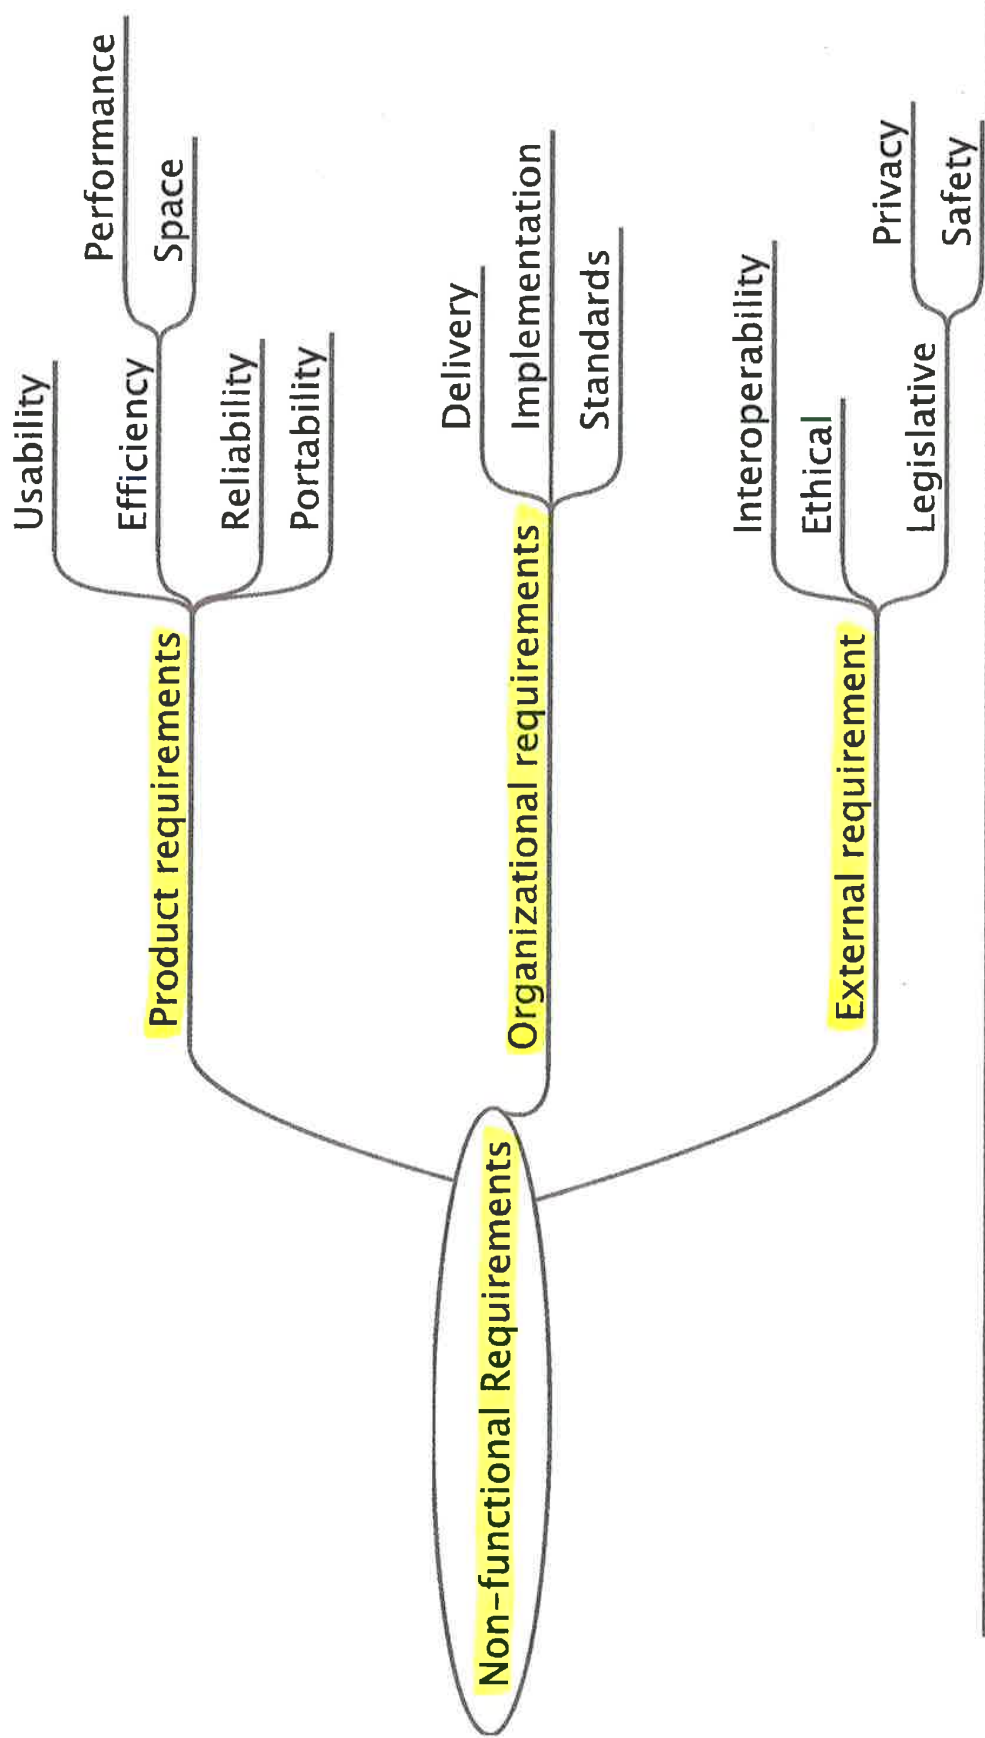 Non-functional Requirements
Product requirements
Usability
Efficiency
Performance
Space
Reliability
Portability
Organizational requirements
Delivery
Implementation
Standards
External requirement
Interoperability
Ethical
Legislative
Privacy
Safety